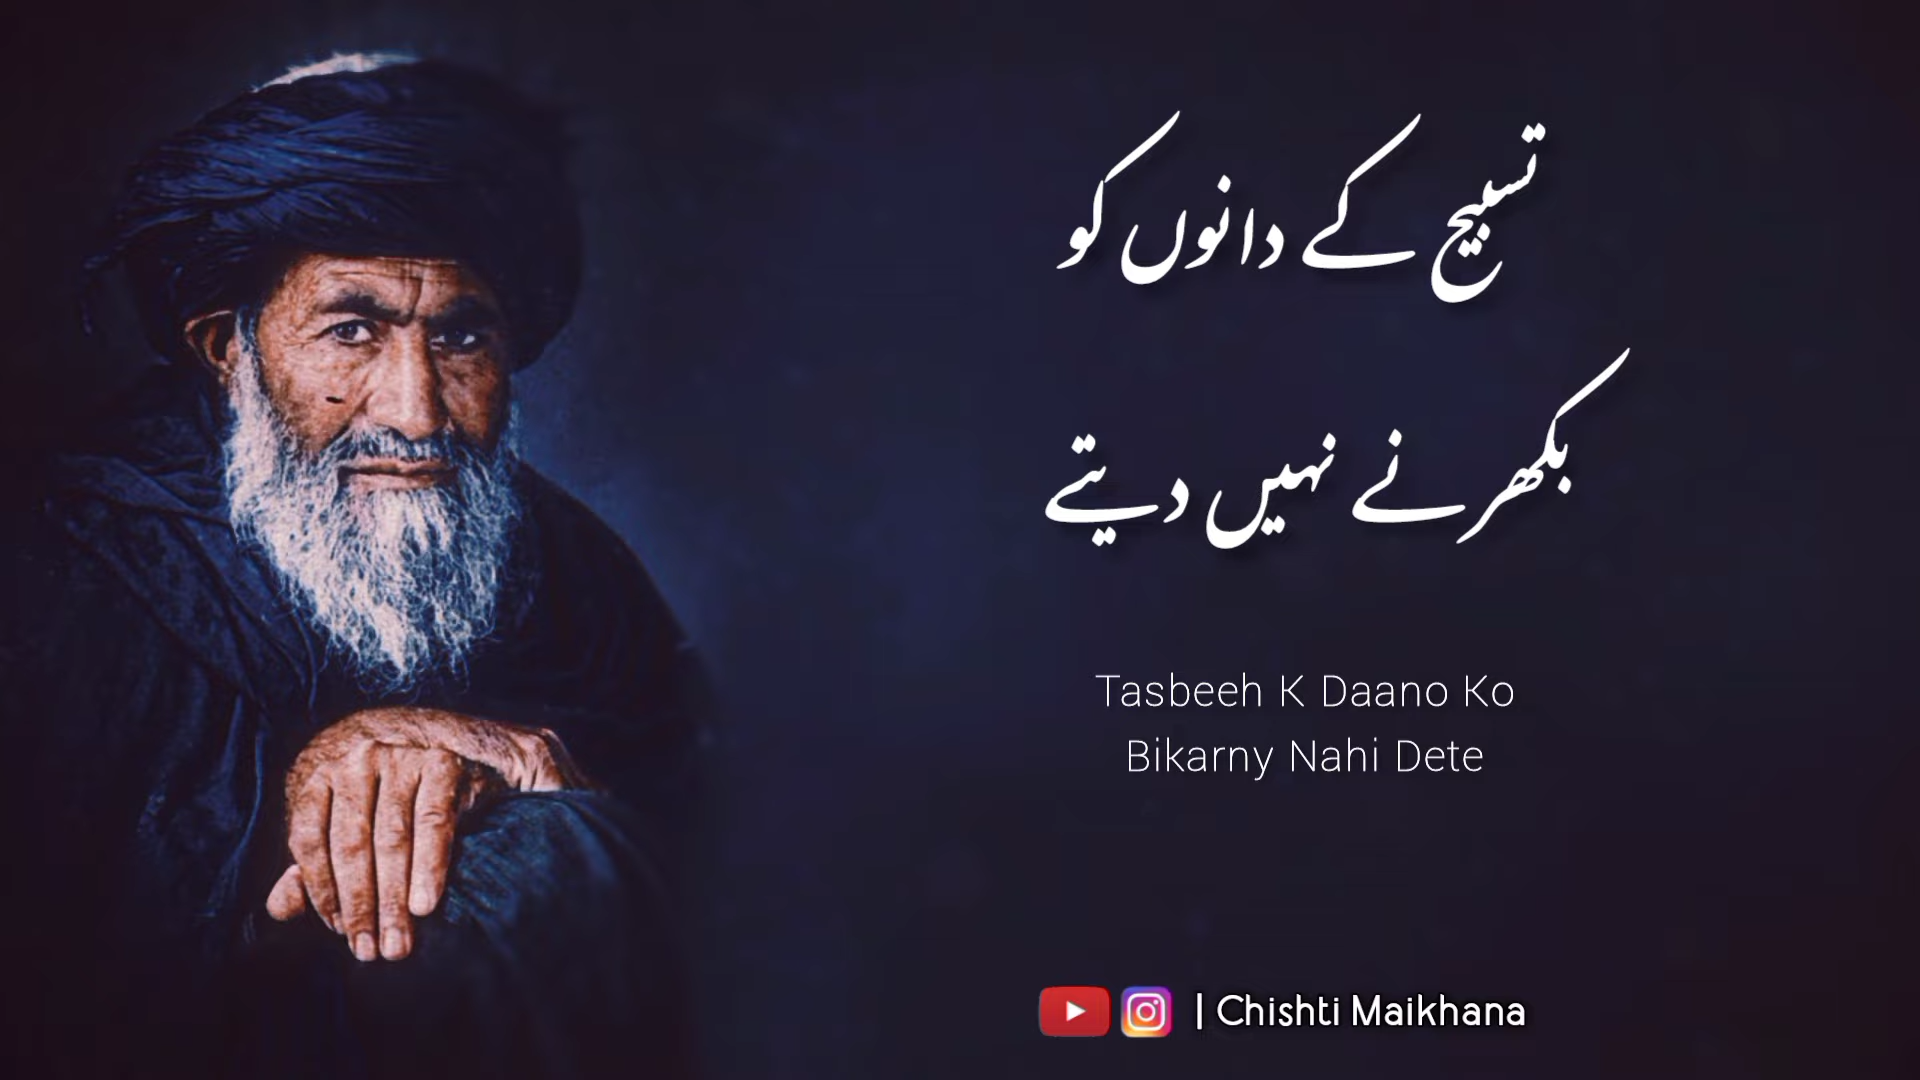 تسبیح کے دانوں کو
بکھرنے نہیں دیتے
Tasbeeh K Daano Ko
Bikarny Nahi Dete
| Chishti Maikhana